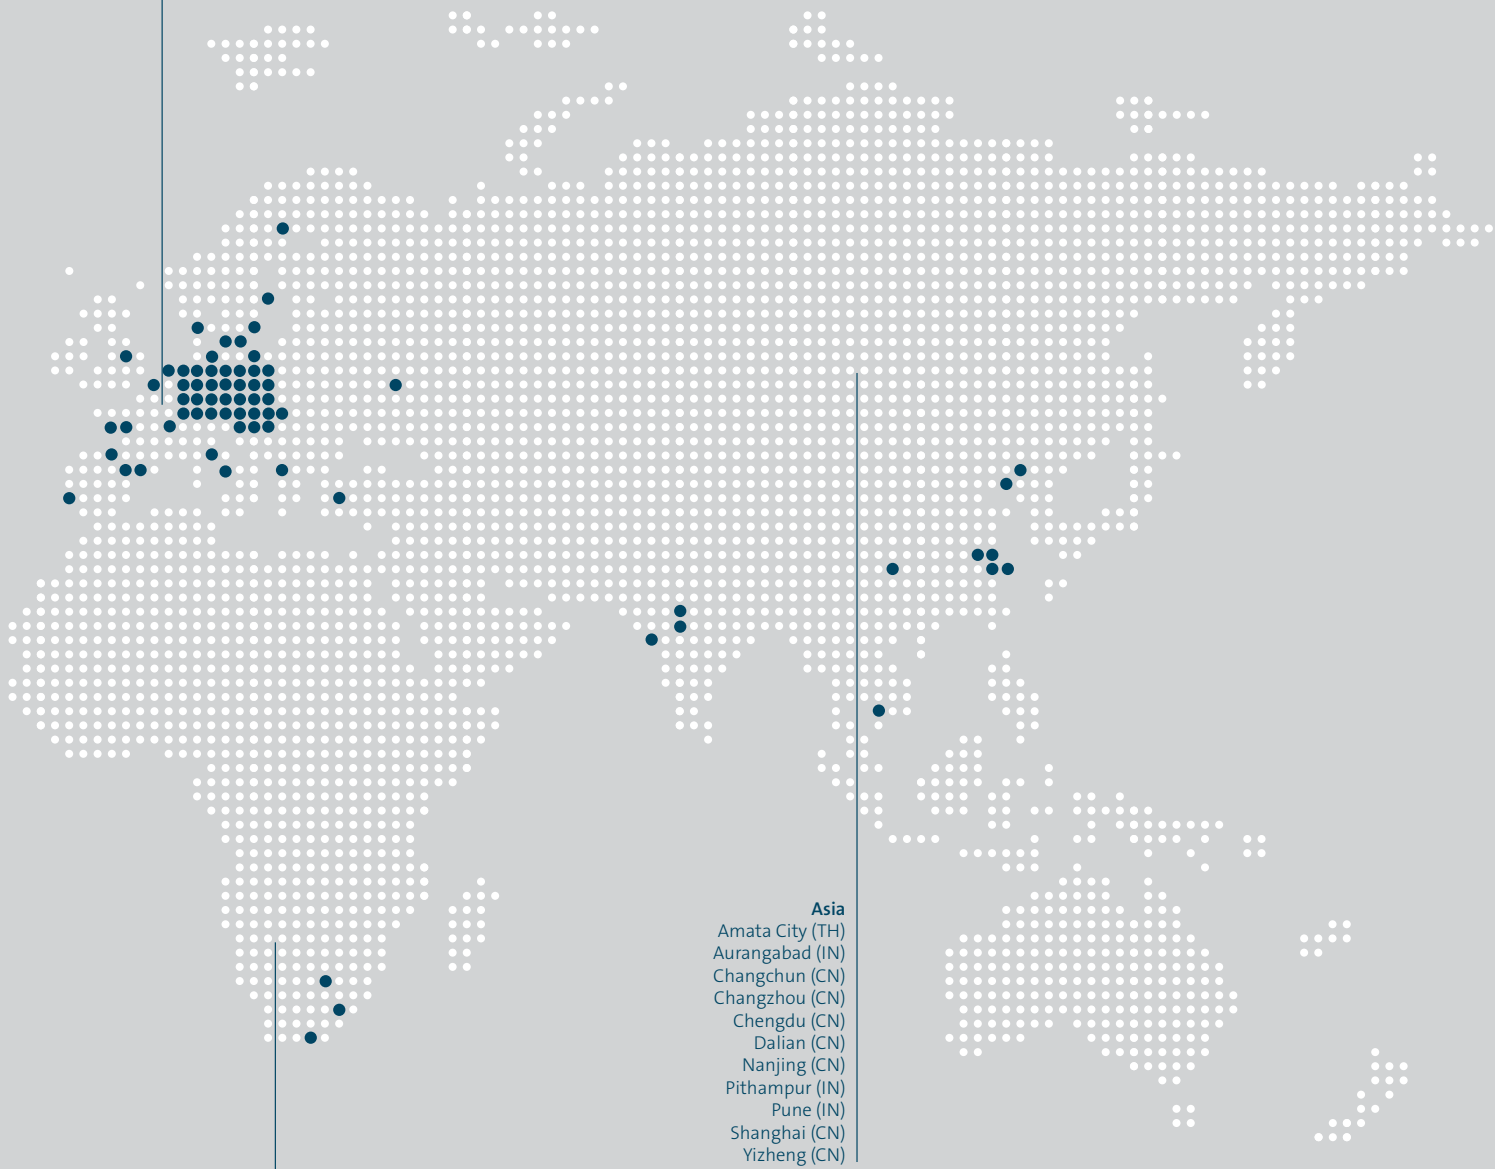 Asia
Amata City (TH)
Aurangabad (IN)
Changchun (CN)
Changzhou (CN)
Chengdu (CN)
Dalian (CN)
Nanjing (CN)
Pithampur (IN)
Pune (IN)
Shanghai (CN)
Yizheng (CN)